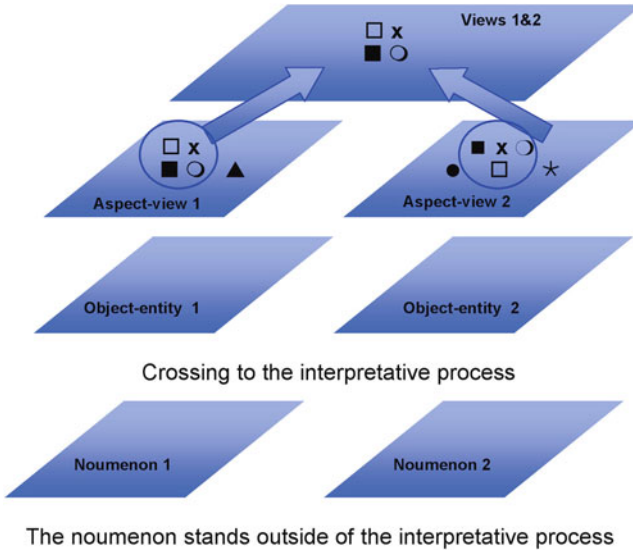 Views 1&2
x
x
Aspect-view 1
Aspect-view 2
Object-entity 1
Object-entity 2
Crossing to the interpretative process
Noumenon 1
Noumenon 2
The noumenon stands outside of the interpretative process